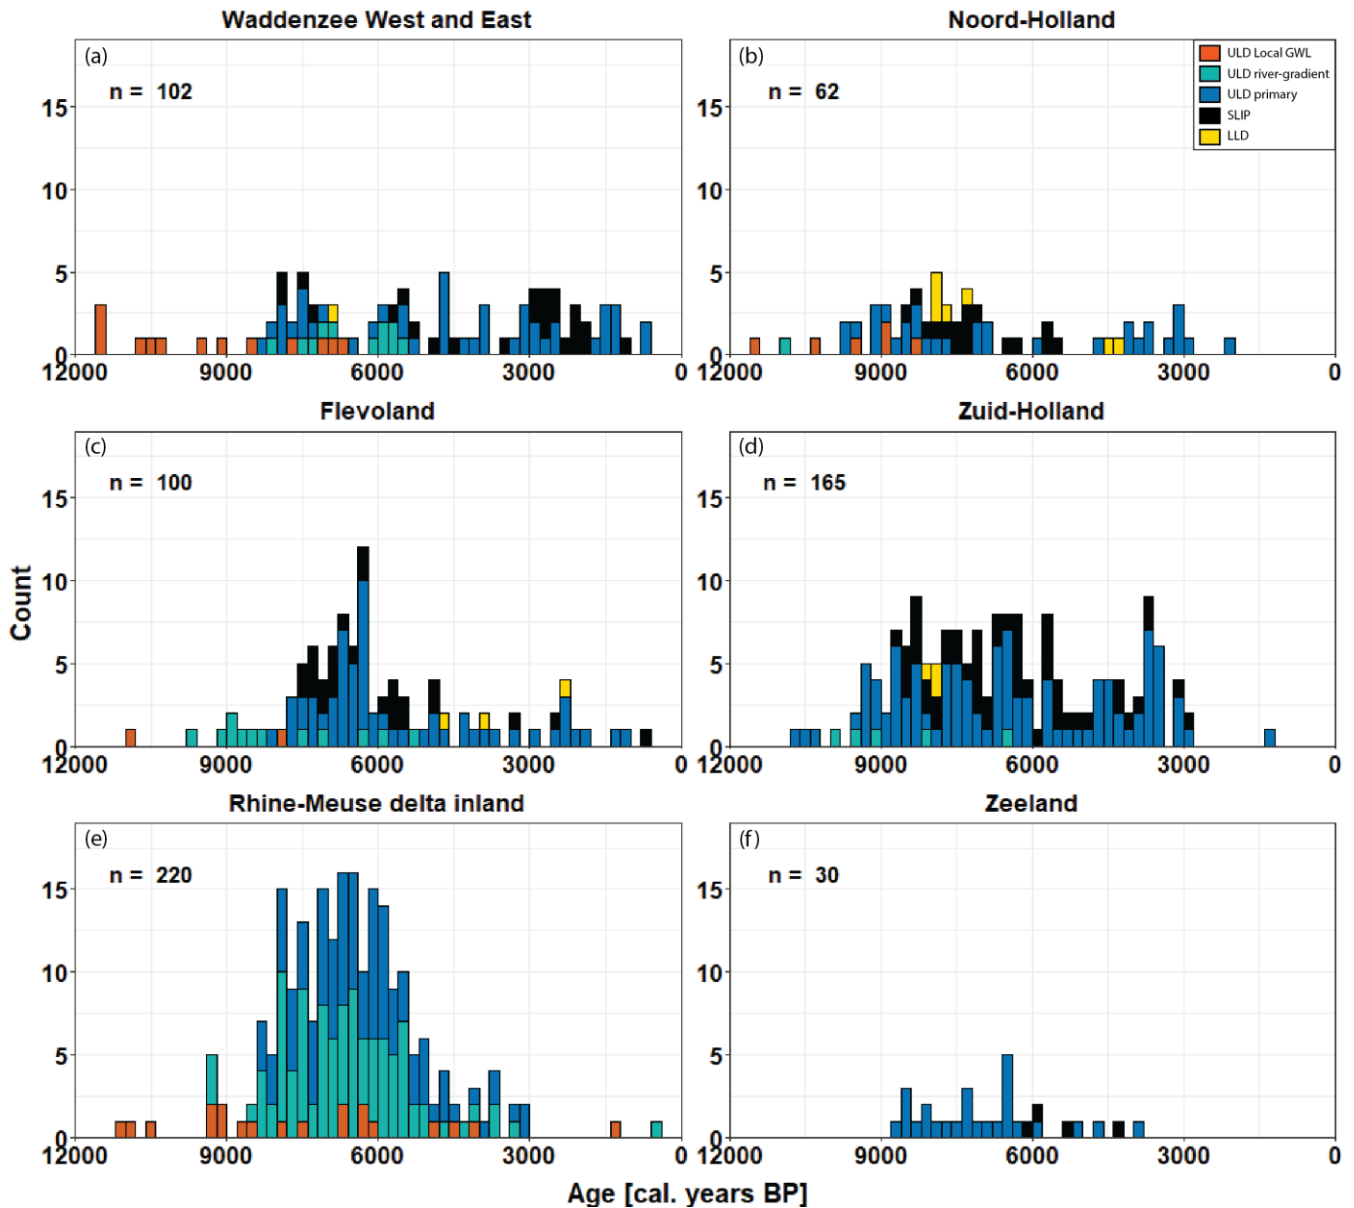 Waddenzee West and East
(a)
n = 102
15
10
5
0
12000 9000 6000 3000 0
Noord-Holland
(b)
n = 62
ULD Local GWL
ULD river-gradient
ULD primary
SLIP
LLD
15
10
5
0
12000 9000 6000 3000 0
Flevoland
(c)
n = 100
15
10
5
0
12000 9000 6000 3000 0
Zuid-Holland
(d)
n = 165
15
10
5
0
12000 9000 6000 3000 0
Count
Rhine-Meuse delta inland
(e)
n = 220
15
10
5
0
12000 9000 6000 3000 0
Zeeland
(f)
n = 30
15
10
5
0
12000 9000 6000 3000 0
Age [cal. years BP]